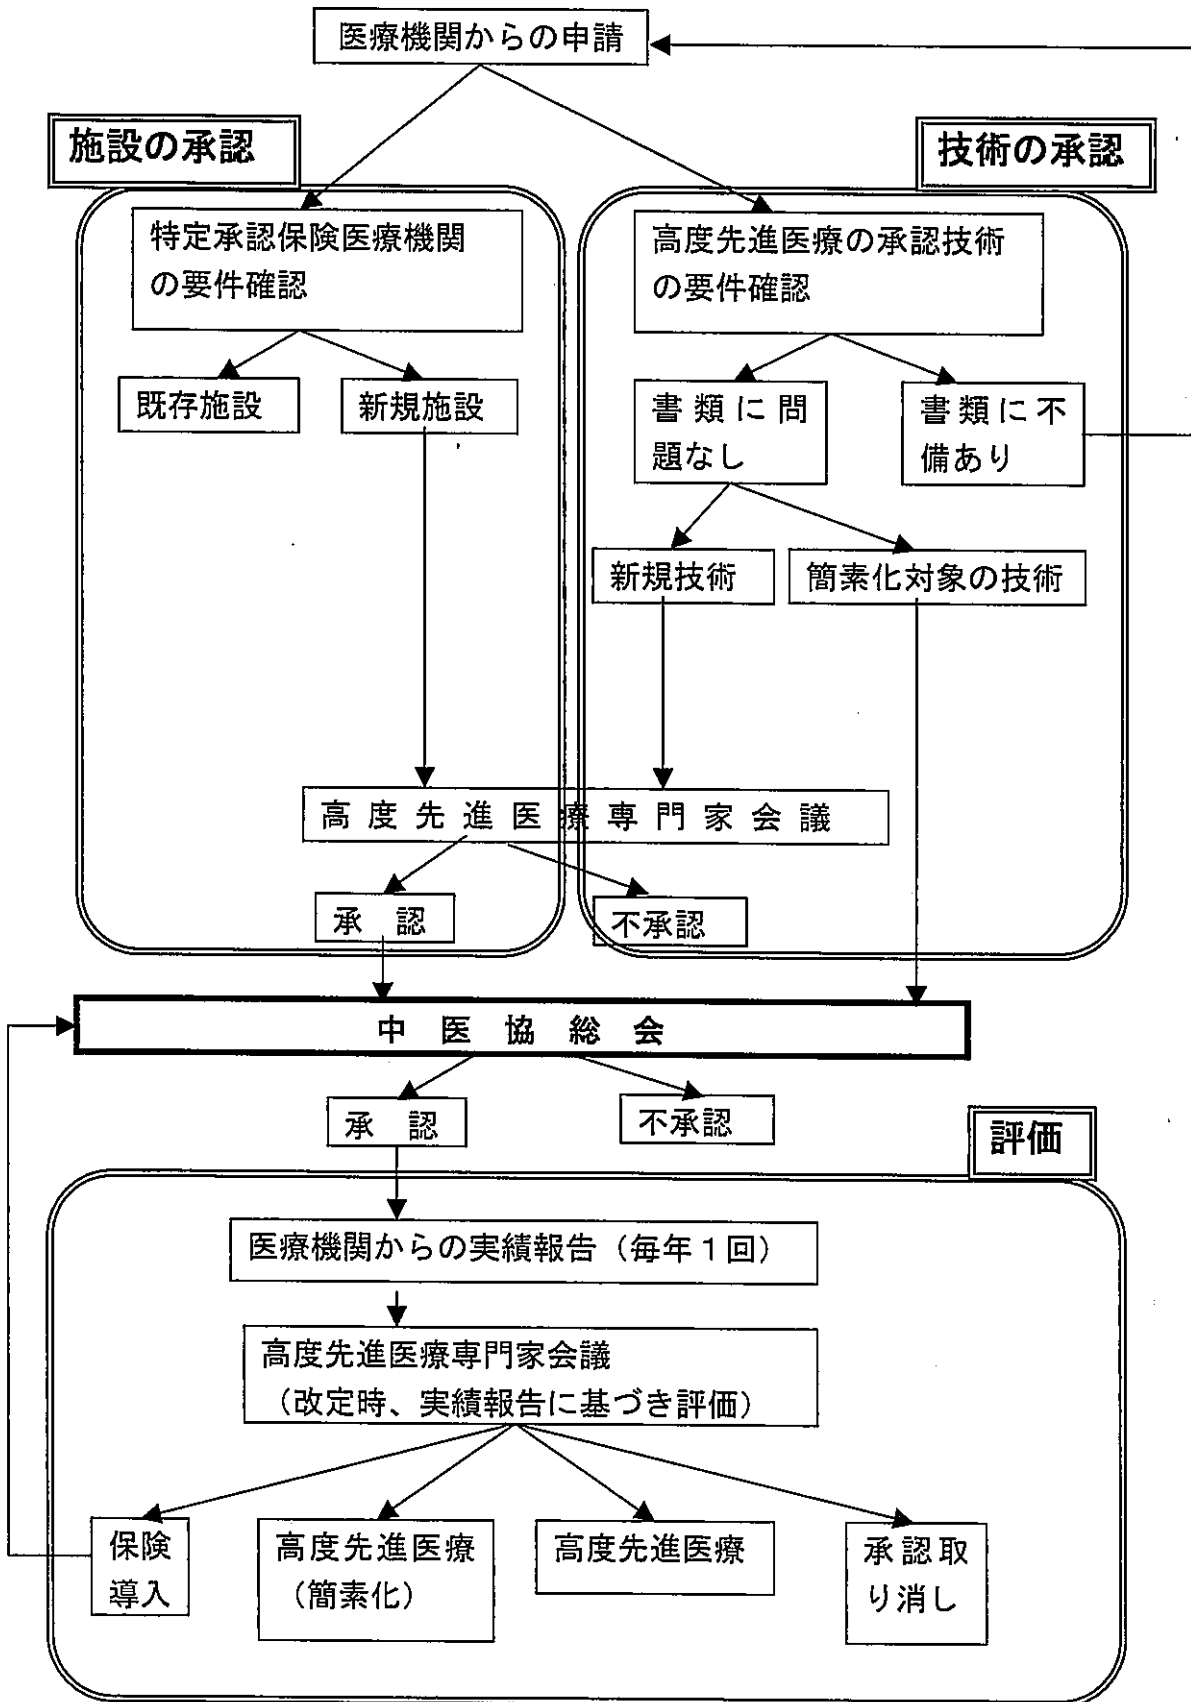 医療機関からの申請
施設の承認
技術の承認
特定承認保険医療機関
の要件確認
高度先進医療の承認技術
の要件確認
既存施設
新規施設
書類に問
題なし
書類に不
備あり
新規技術
簡素化対象の技術
高度先進医療専門家会議
承認
不承認
中医協総会
承認
不承認
評価
医療機関からの実績報告（毎年１回）
高度先進医療専門家会議
（改定時、実績報告に基づき評価）
保険
導入
高度先進医療
（簡素化）
高度先進医療
承認取
り消し